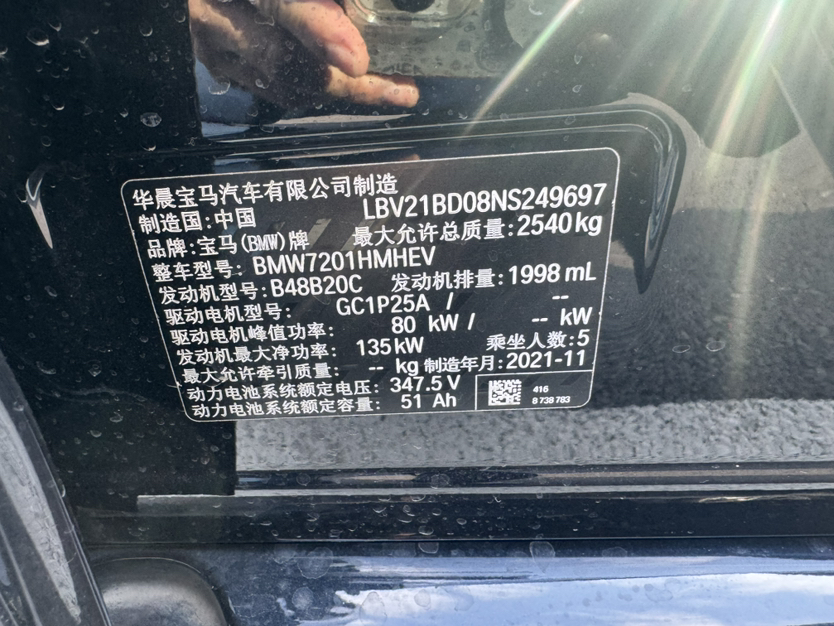 华晨宝马汽车有限公司制造
制造国:中国 LBV21BD08NS249697
品牌:宝马(BMW)牌 最大允许总质量:2540kg
整车型号: BMW7201HMHEV
发动机型号:B48B20C 发动机排量:1998 mL
驱动电机型号: GC1P25A / --
驱动电机峰值功率: 80 kW / -- kW
发动机最大净功率: 135kW 乘坐人数:5
最大允许牵引质量: -- kg 制造年月:2021-11
动力电池系统额定电压: 347.5 V
动力电池系统额定容量: 51 Ah
416
8 738 783